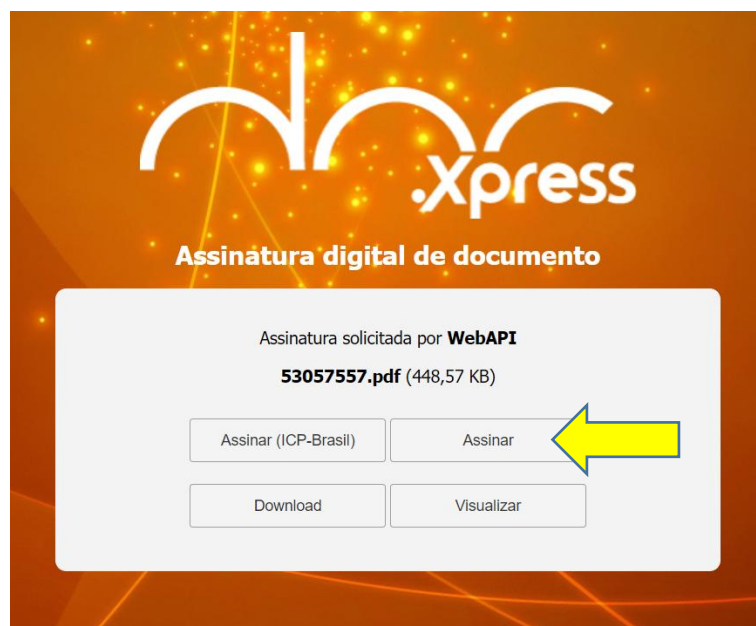 doc
.xpress
Assinatura digital de documento
Assinatura solicitada por WebAPI
53057557.pdf (448,57 KB)
Assinar (ICP-Brasil) Assinar
Download Visualizar